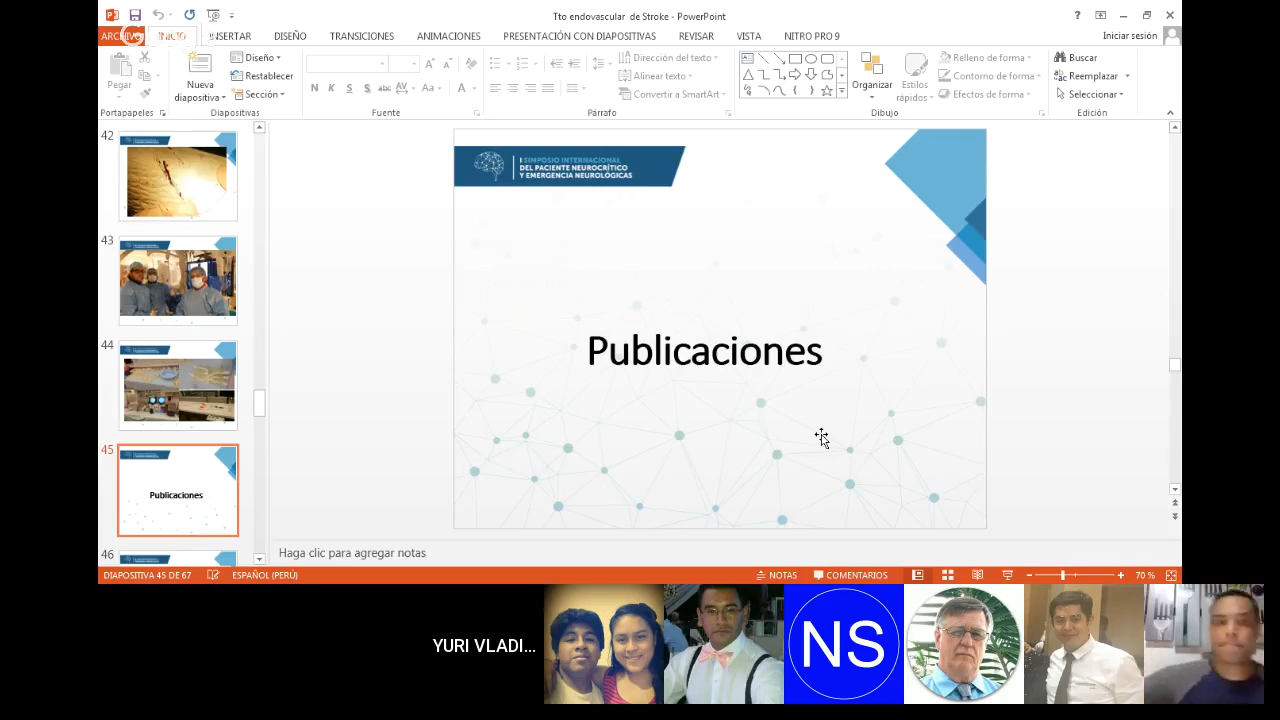 Tto endovascular de Stroke - PowerPoint
ARCHIVO INICIO INSERTAR DISEÑO TRANSICIONES ANIMACIONES PRESENTACIÓN CON DIAPOSITIVAS REVISAR VISTA NITRO PRO 9 Iniciar sesión
Pegar
Nueva diapositiva
Diseño
Restablecer
Sección
N K S S abc AV Aa A
Dirección del texto
Alinear texto
Convertir a SmartArt
Organizar
Estilos rápidos
Relleno de forma
Contorno de forma
Efectos de forma
Buscar
Reemplazar
Seleccionar
Portapapeles Diapositivas Fuente Párrafo Dibujo Edición
42
43
44
45
Publicaciones
46
I SIMPOSIO INTERNACIONAL
DEL PACIENTE NEUROCRÍTICO
Y EMERGENCIA NEUROLÓGICAS
Publicaciones
Haga clic para agregar notas
DIAPOSITIVA 45 DE 67 ESPAÑOL (PERÚ) NOTAS COMENTARIOS 70 %
YURI VLADI...
NS